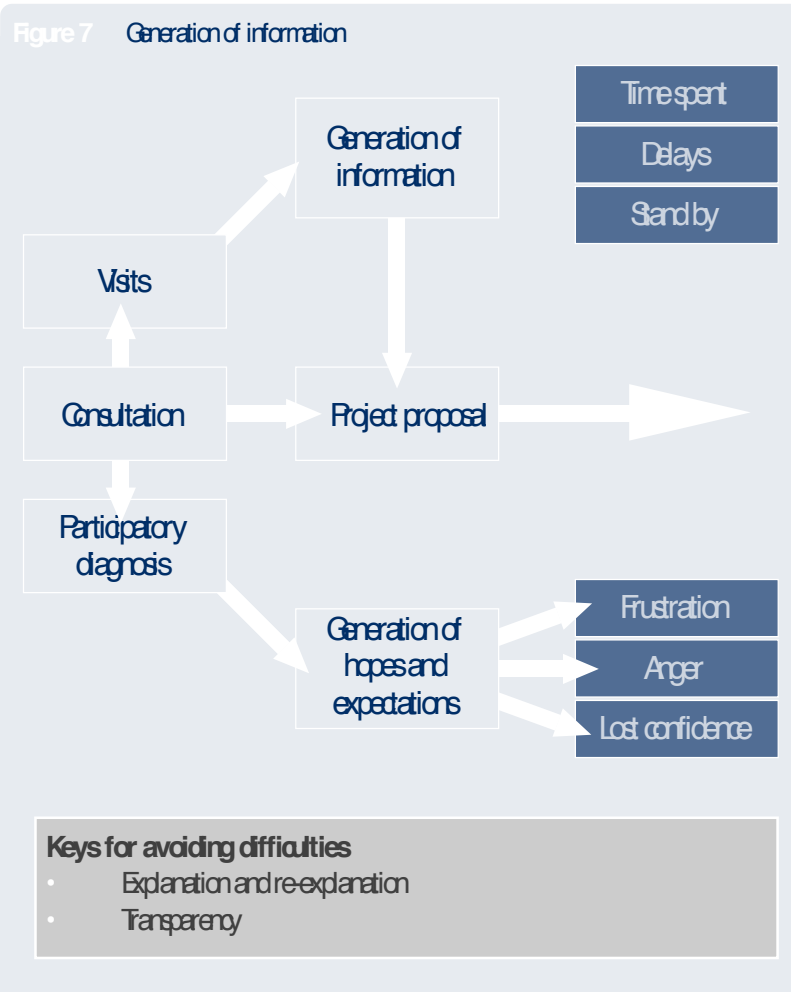 Figure 7 Generation of information
Generation of
information
Time spent
Delays
Stand by
Visits
Consultation
Project proposal
Participatory
diagnosis
Generation of
hopes and
expectations
Frustration
Anger
Lost confidence
Keys for avoiding difficulties
• Explanation and re-explanation
• Transparency